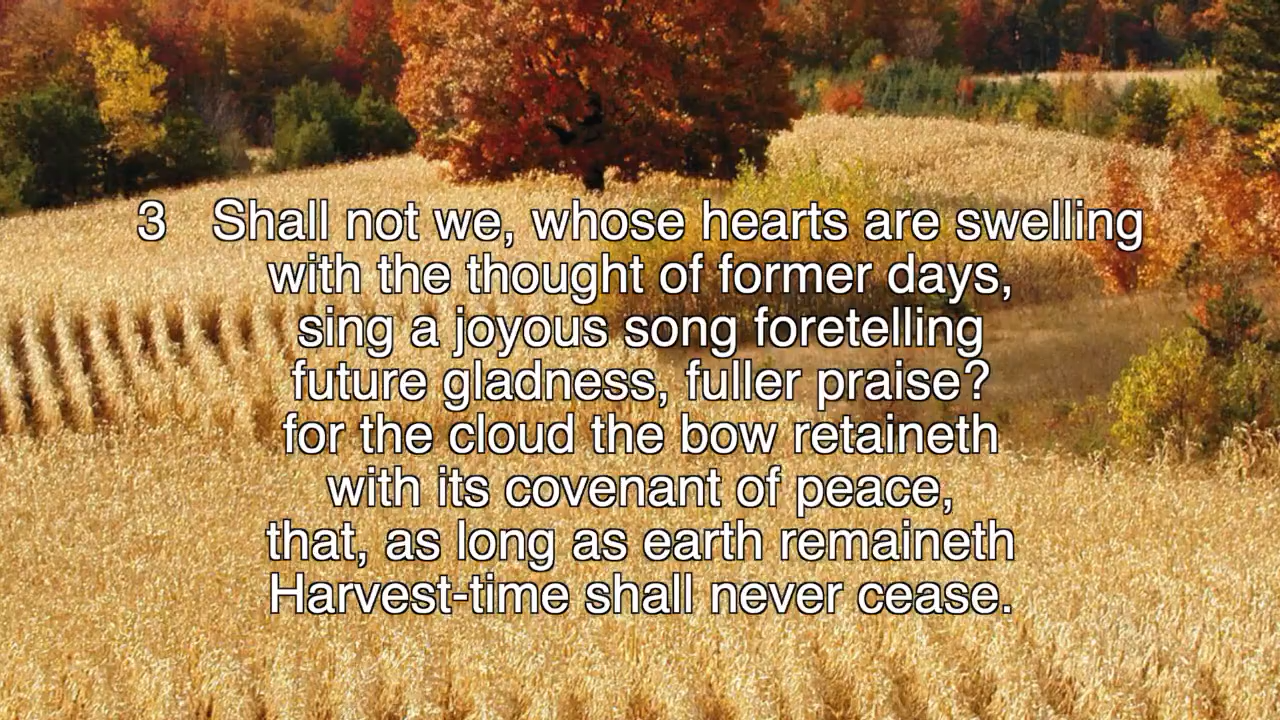 3 Shall not we, whose hearts are swelling
with the thought of former days,
sing a joyous song foretelling
future gladness, fuller praise?
for the cloud the bow retaineth
with its covenant of peace,
that, as long as earth remaineth
Harvest-time shall never cease.